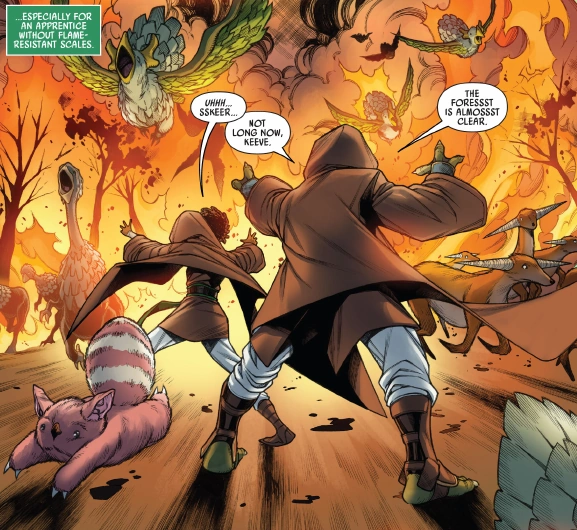 ...ESPECIALLY FOR
AN APPRENTICE
WITHOUT FLAME-
RESISTANT SCALES.
UHHH...
SSKEER...
NOT
LONG NOW,
KEEVE.
THE
FORESSST
IS ALMOSSST
CLEAR.